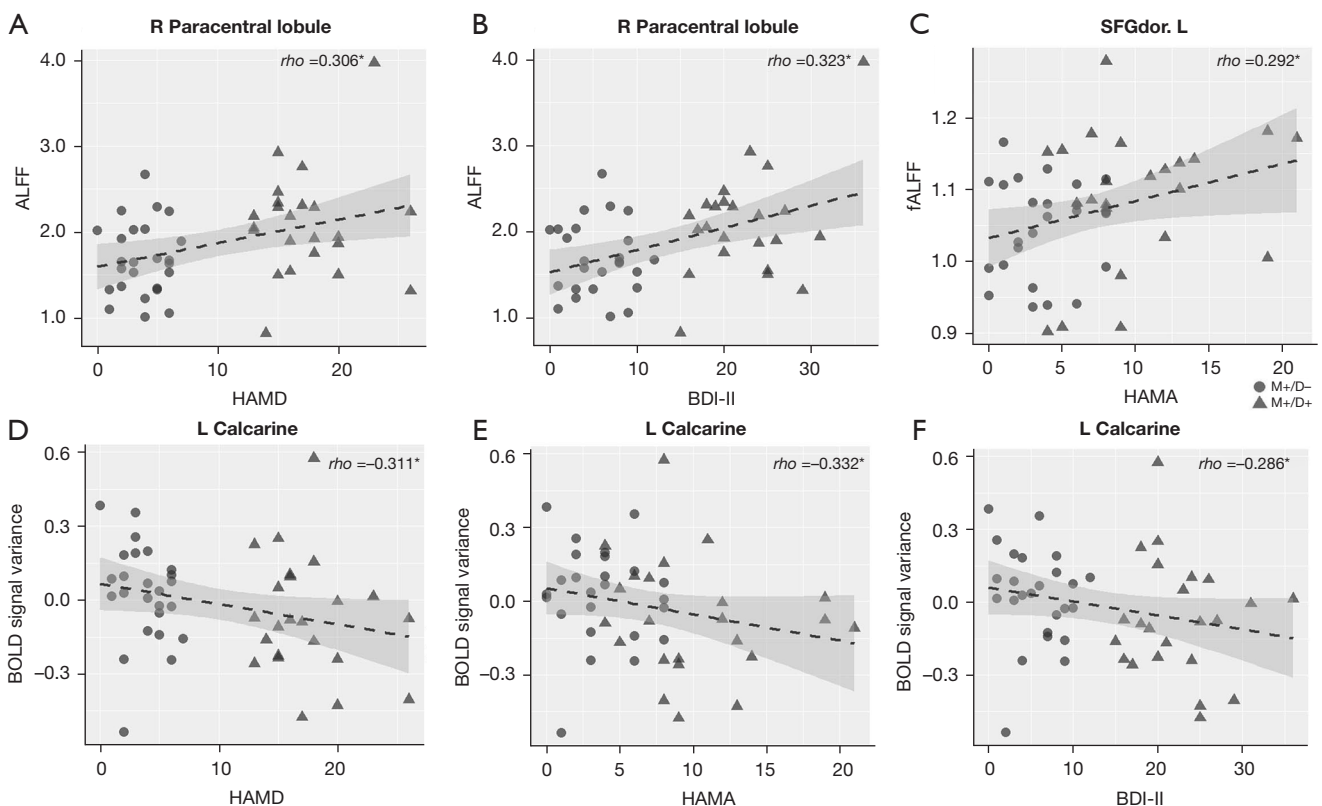 A
R Paracentral lobule
rho =0.306*
4.0
3.0
2.0
1.0
ALFF
0
10
20
HAMD
B
R Paracentral lobule
rho =0.323*
4.0
3.0
2.0
1.0
ALFF
0
10
20
30
BDI-II
C
SFGdor. L
rho =0.292*
1.2
1.1
1.0
0.9
fALFF
0
5
10
15
20
HAMA
M+/D−
M+/D+
D
L Calcarine
rho =−0.311*
0.6
0.3
0.0
−0.3
BOLD signal variance
0
10
20
HAMD
E
L Calcarine
rho =−0.332*
0.6
0.3
0.0
−0.3
BOLD signal variance
0
5
10
15
20
HAMA
F
L Calcarine
rho =−0.286*
0.6
0.3
0.0
−0.3
BOLD signal variance
0
10
20
30
BDI-II